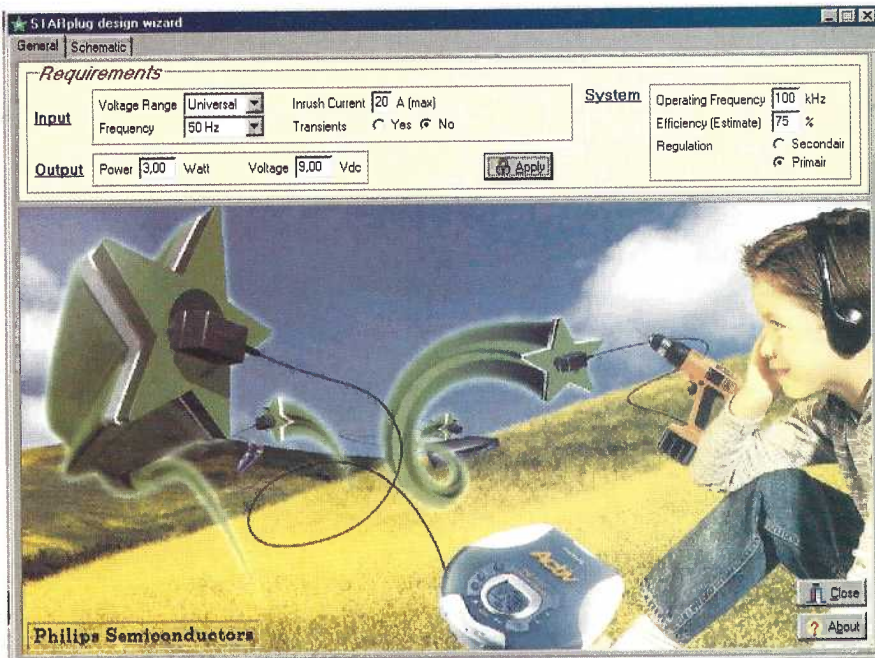 STARplug design wizard
General Schematic
Requirements
Input
Voltage Range Universal
Frequency 50 Hz
Inrush Current 20 A (max)
Transients Yes No
Output
Power 3,00 Watt Voltage 9,00 Vdc
Apply
System
Operating Frequency 100 kHz
Efficiency (Estimate) 75 %
Regulation Secondair
Primair
Activ
Close
About
Philips Semiconductors